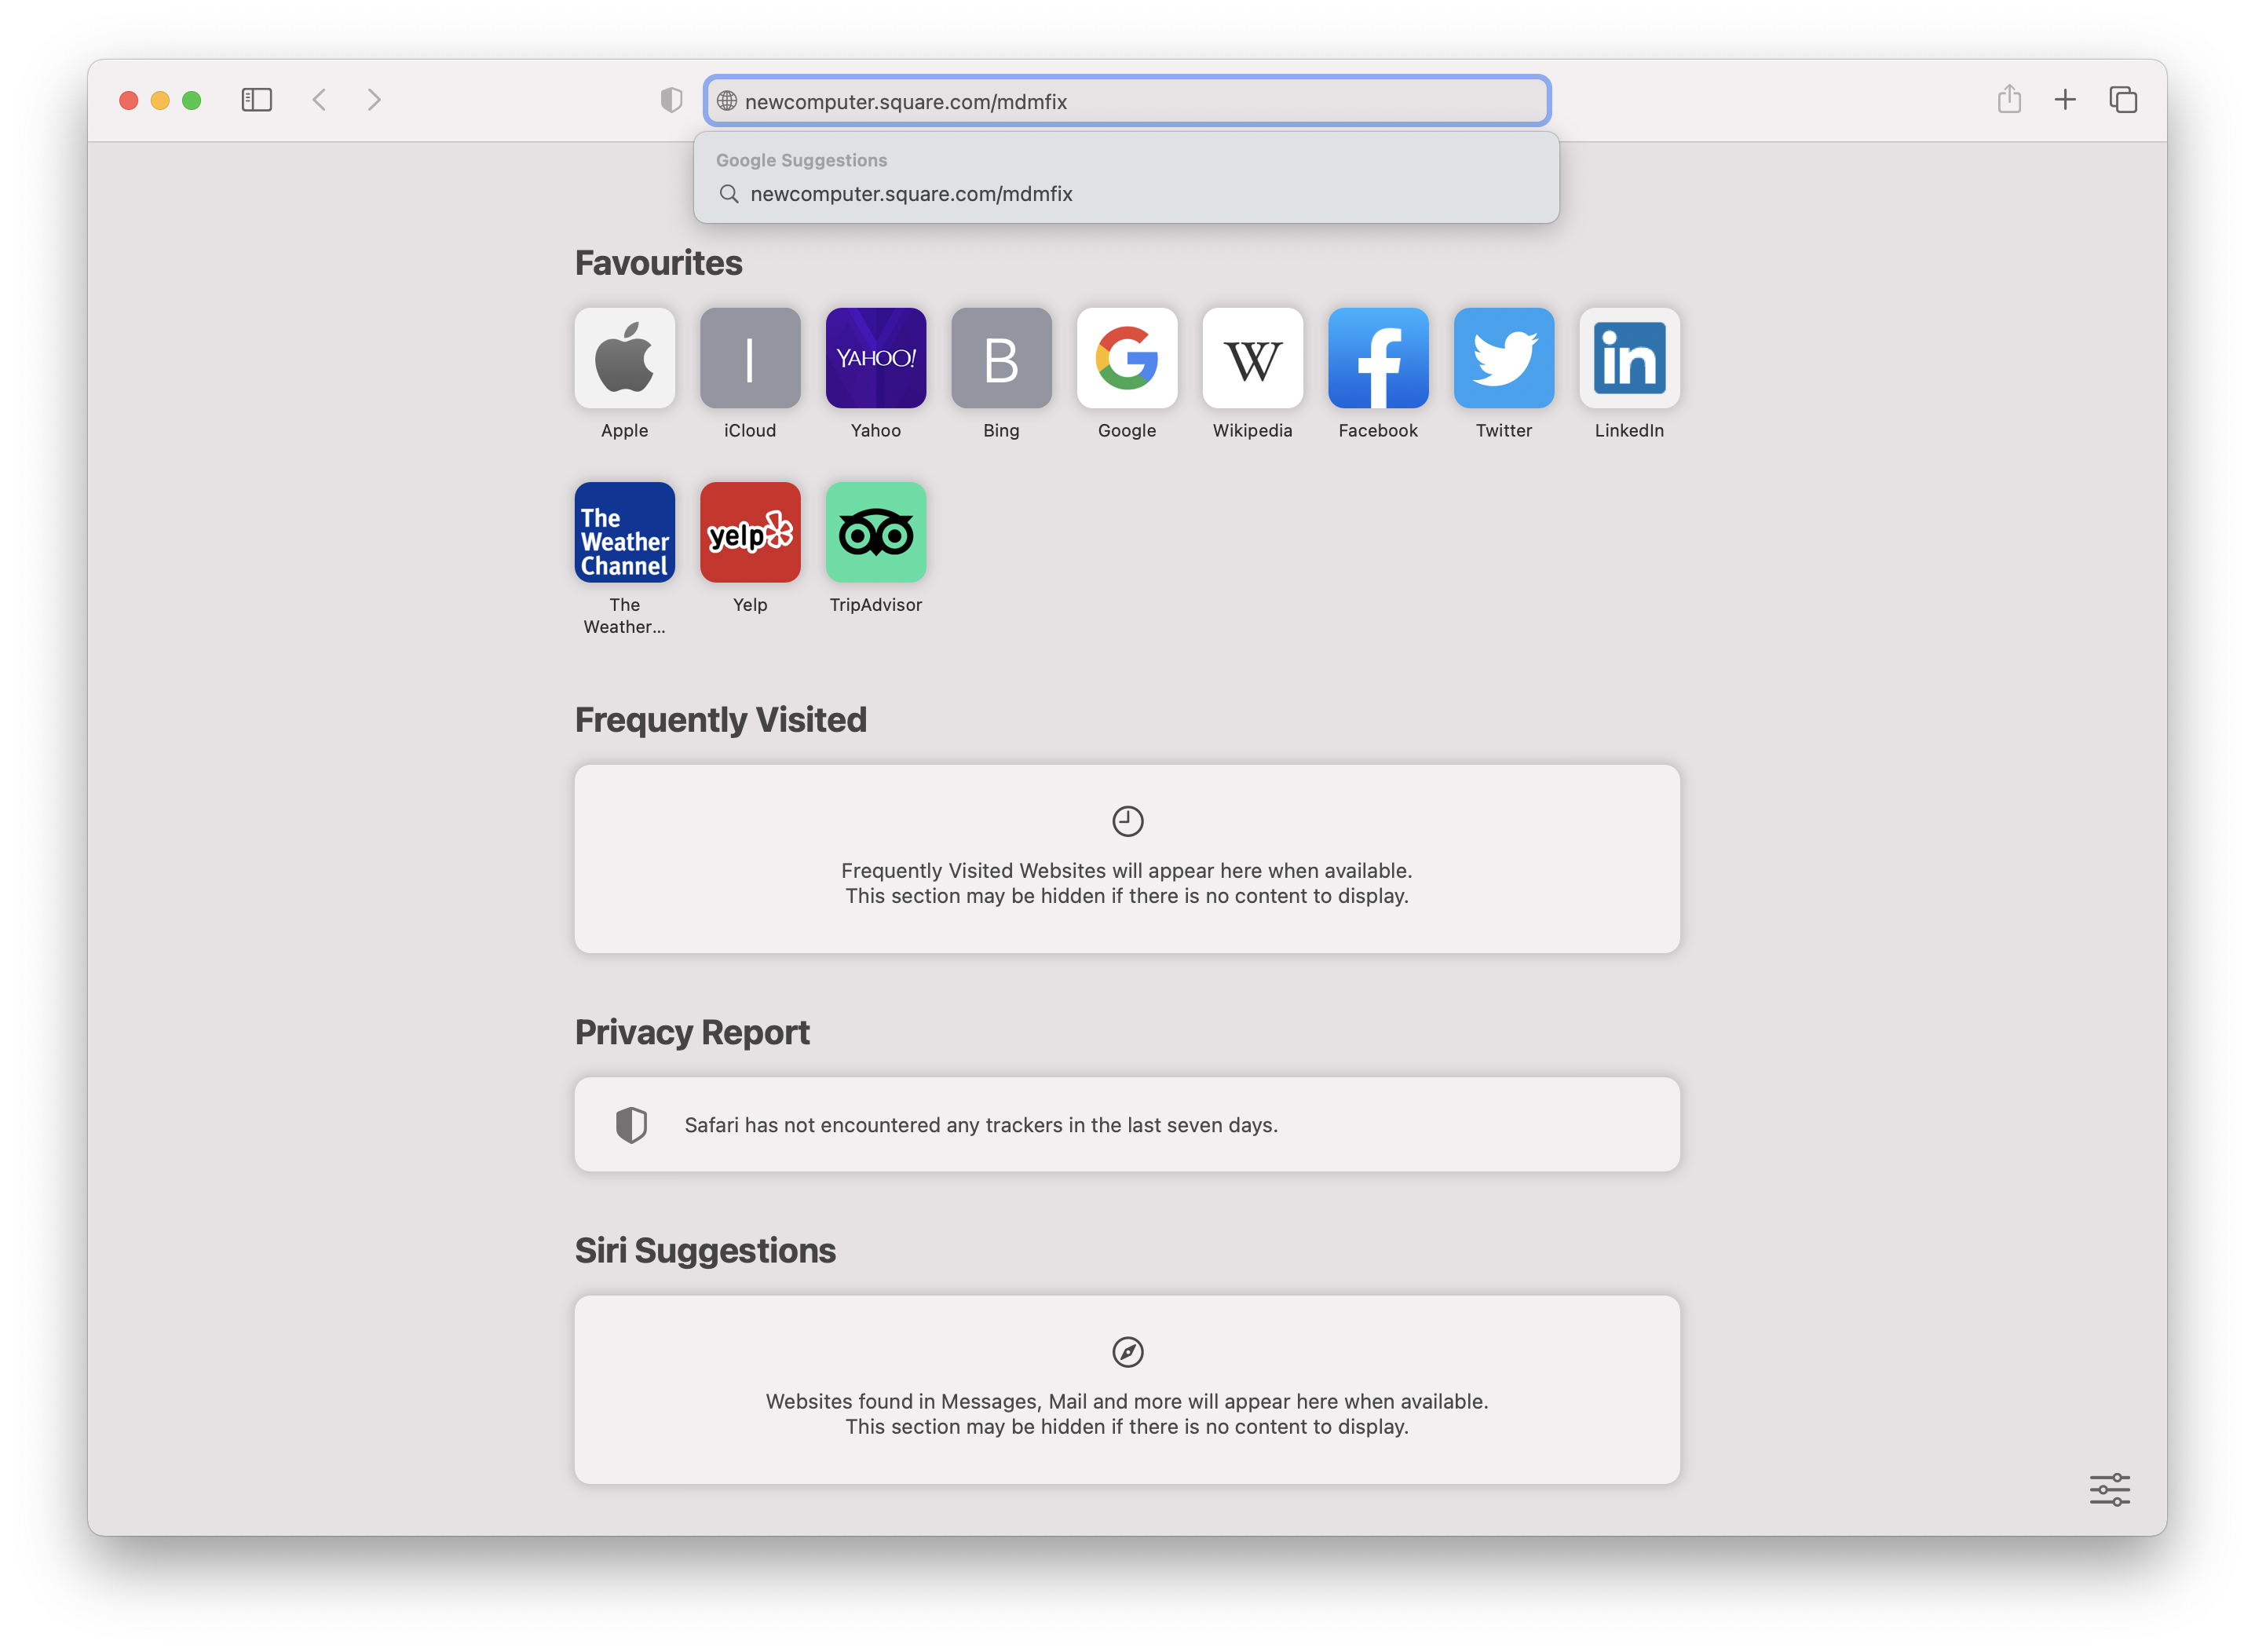 newcomputer.square.com/mdmfix
Google Suggestions
newcomputer.square.com/mdmfix
Favourites
I
YAHOO!
B
G
W
f
in
Apple
iCloud
Yahoo
Bing
Google
Wikipedia
Facebook
Twitter
LinkedIn
The
Weather
Channel
yelp
The
Weather...
Yelp
TripAdvisor
Frequently Visited
Frequently Visited Websites will appear here when available.
This section may be hidden if there is no content to display.
Privacy Report
Safari has not encountered any trackers in the last seven days.
Siri Suggestions
Websites found in Messages, Mail and more will appear here when available.
This section may be hidden if there is no content to display.